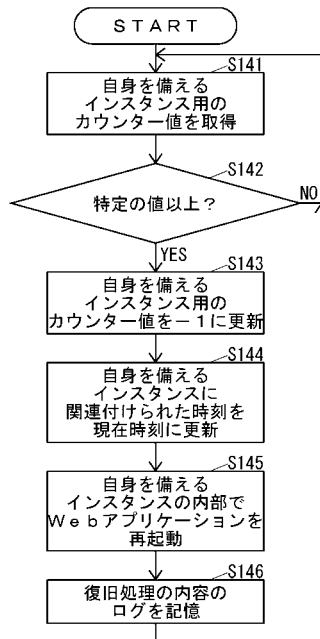 START
S141
自身を備える
インスタンス用の
カウンター値を取得
S142
特定の値以上？
NO
YES
S143
自身を備える
インスタンス用の
カウンター値を－１に更新
S144
自身を備える
インスタンスに
関連付けられた時刻を
現在時刻に更新
S145
自身を備える
インスタンスの内部で
Ｗｅｂアプリケーションを
再起動
S146
復旧処理の内容の
ログを記憶